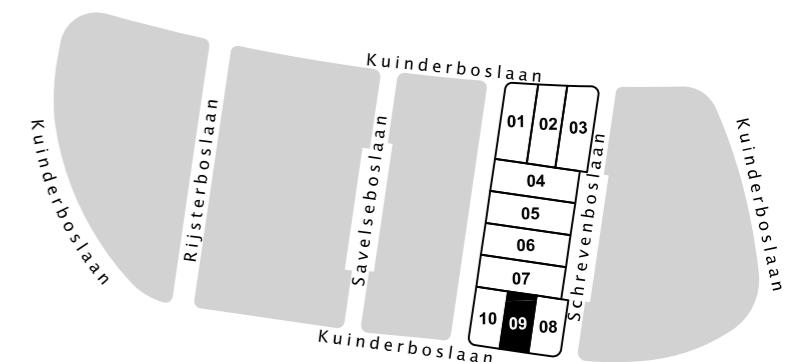 Kuinderboslaan
01
02
03
04
05
06
07
10
09
08
Kuinderboslaan
Rijsterboslaan
Savelseboslaan
Schrevenboslaan
Kuinderboslaan
Kuinderboslaan